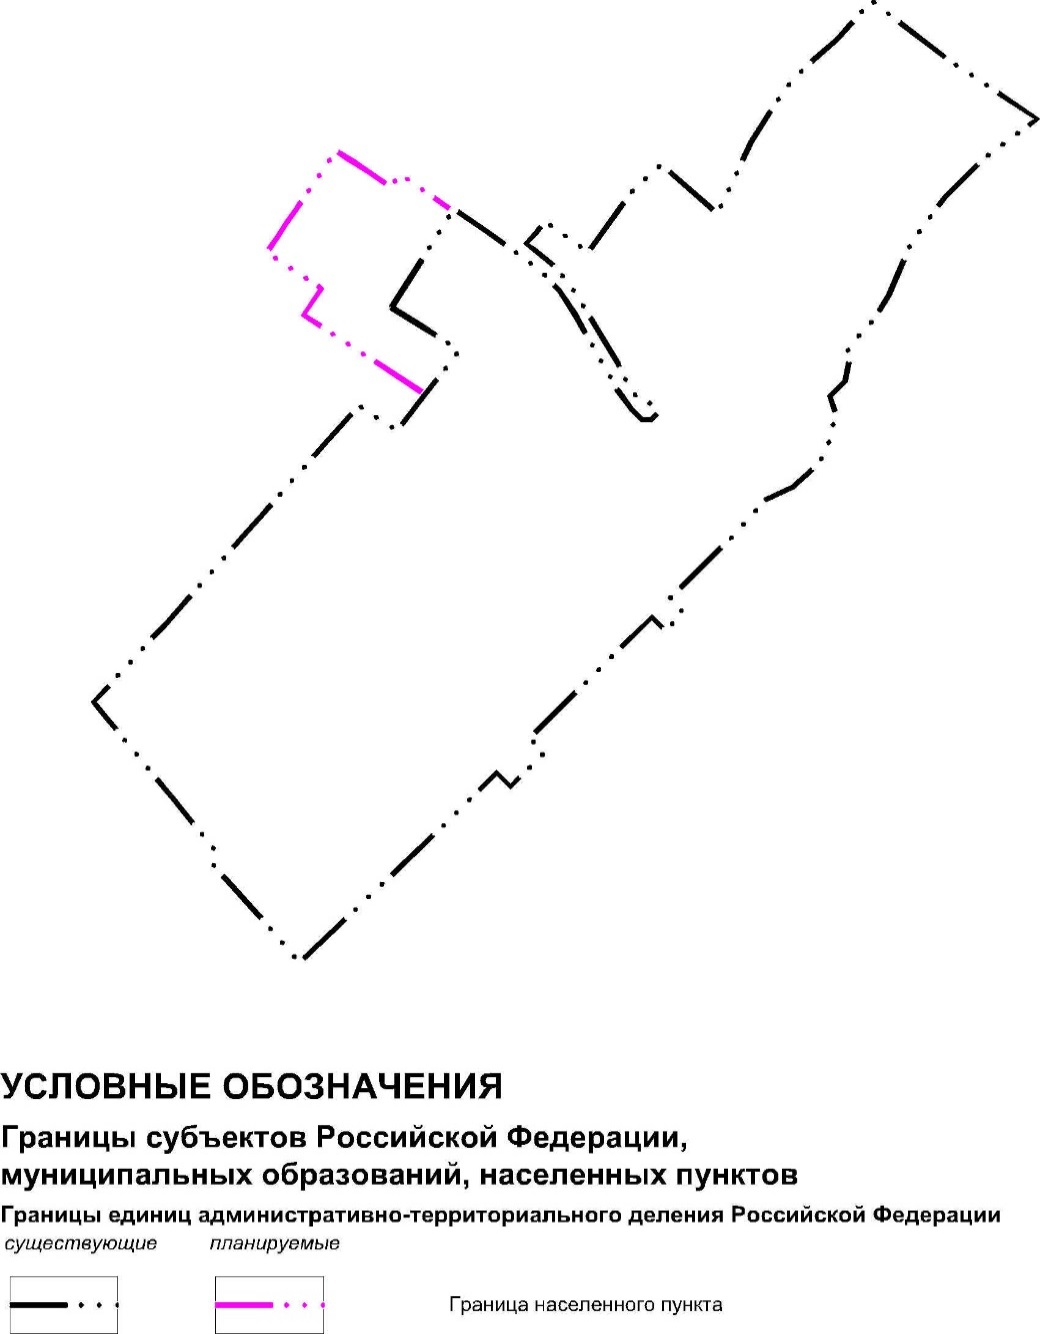 УСЛОВНЫЕ ОБОЗНАЧЕНИЯ
Границы субъектов Российской Федерации,
муниципальных образований, населенных пунктов
Границы единиц административно-территориального деления Российской Федерации
существующие планируемые
Граница населенного пункта